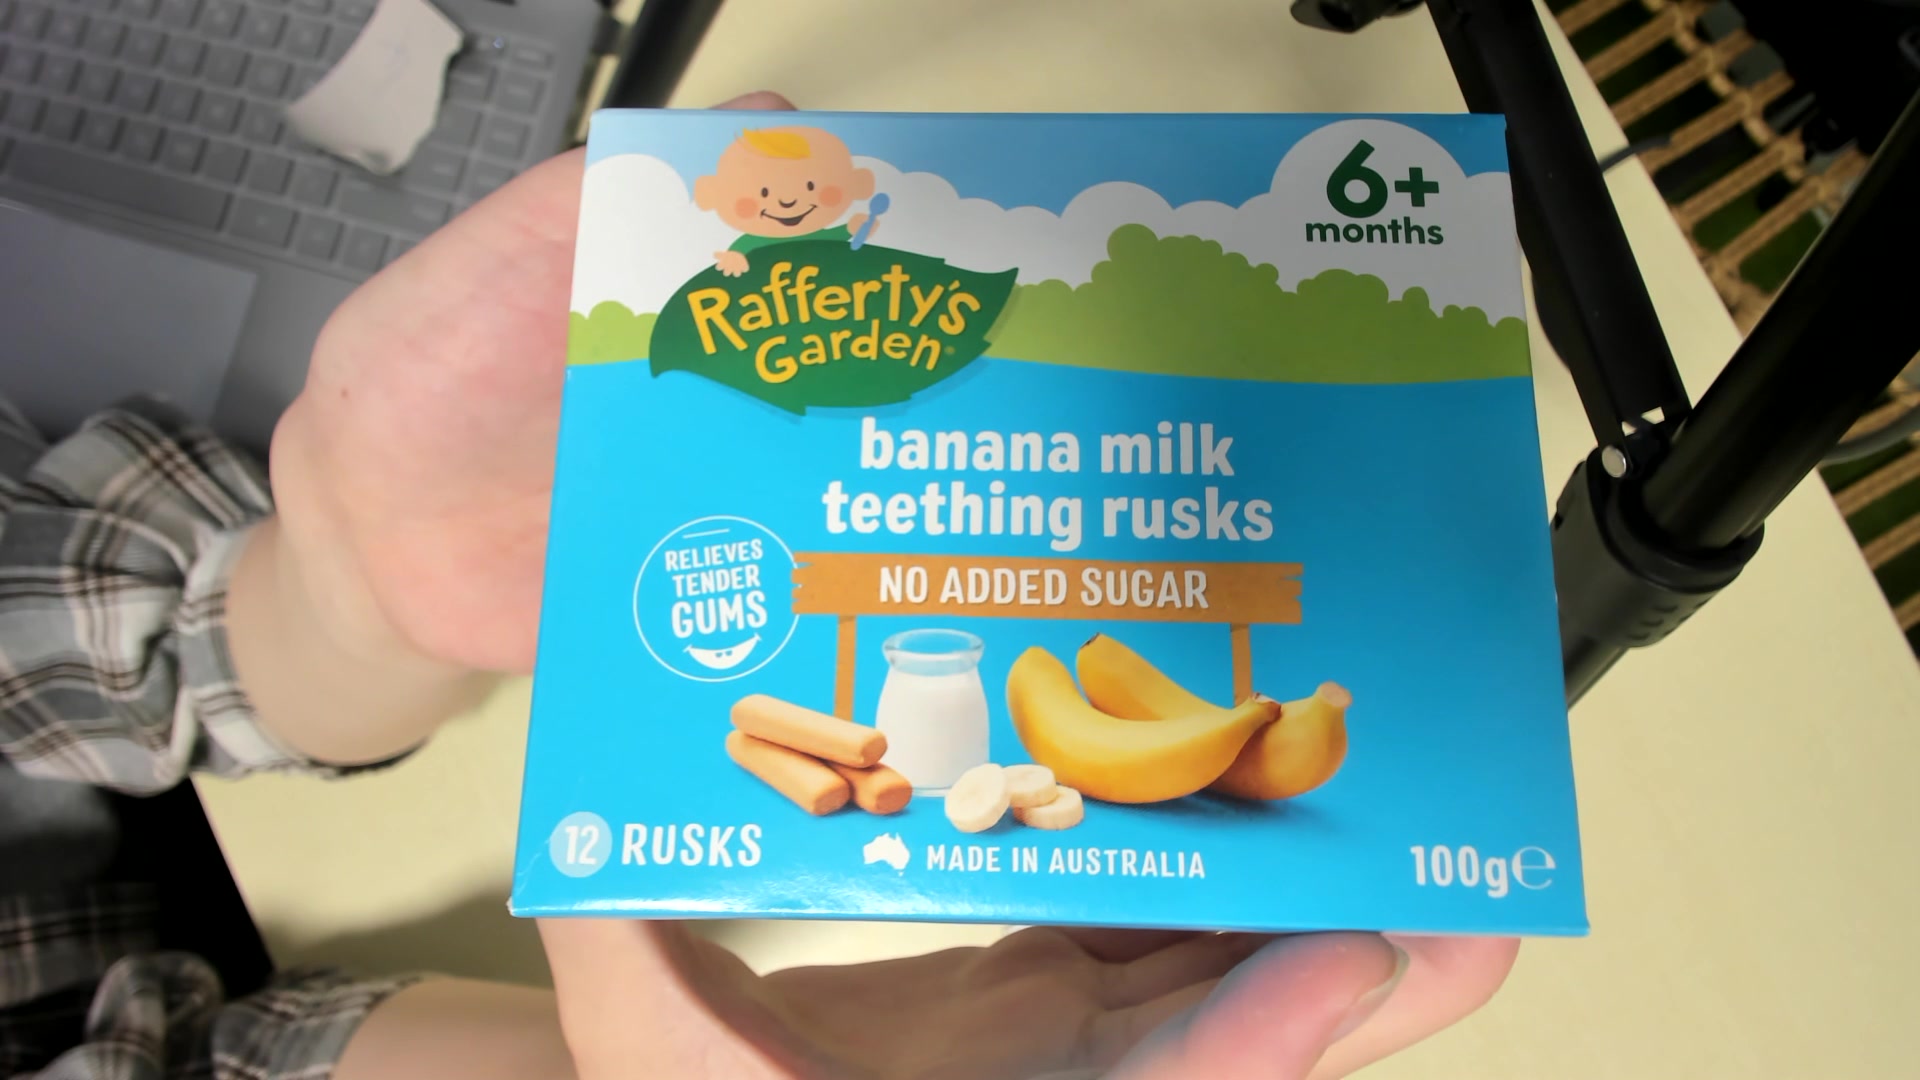 6+
months
Rafferty's
Garden
banana milk
teething rusks
NO ADDED SUGAR
RELIEVES
TENDER
GUMS
12 RUSKS
MADE IN AUSTRALIA
100g℮